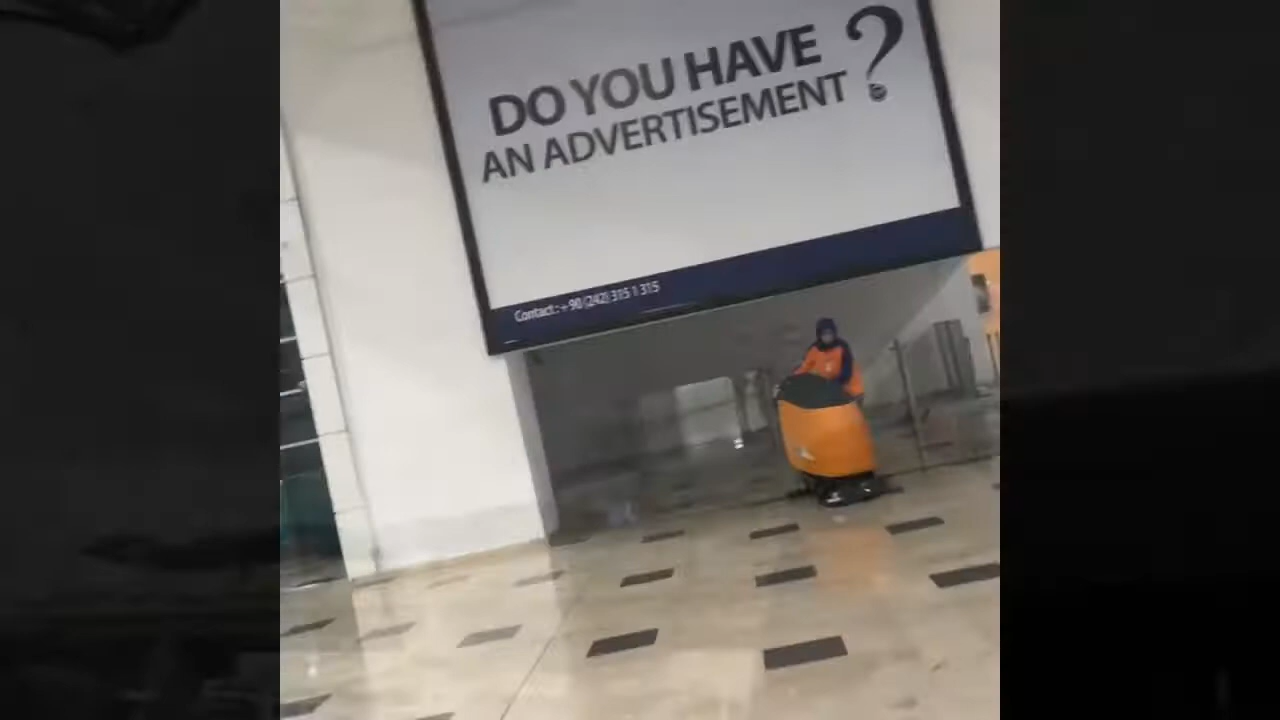 DO YOU HAVE ?
AN ADVERTISEMENT
Contact : + 90 (242) 315 1 315